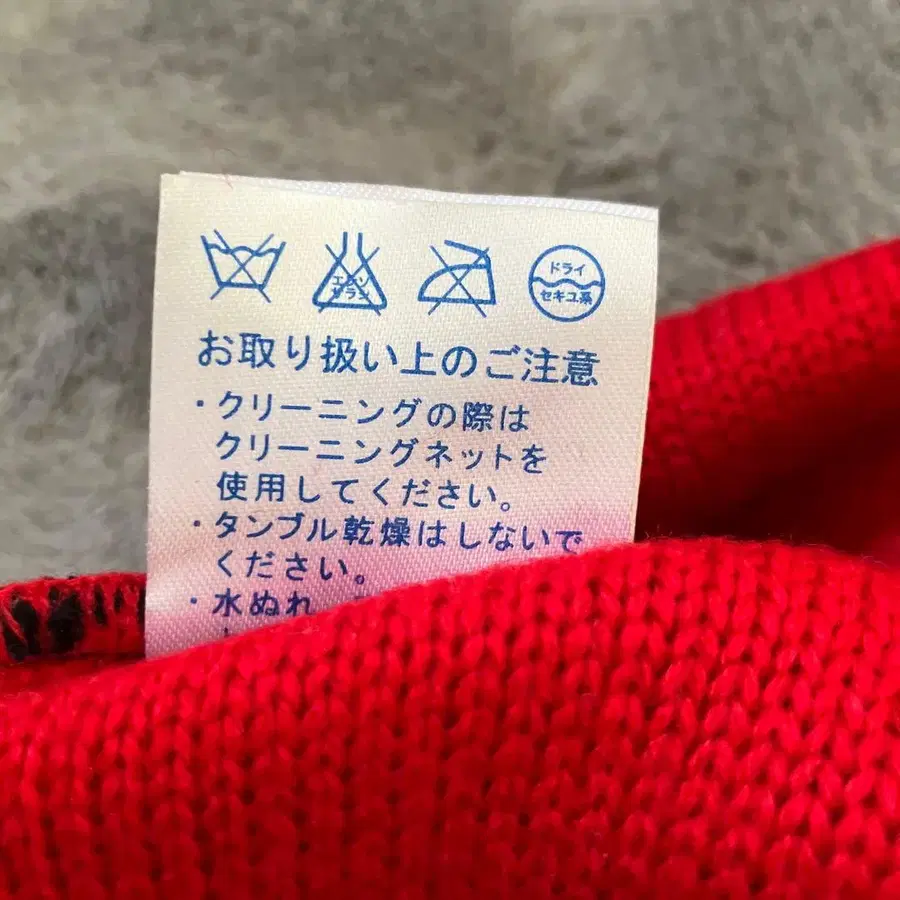 エンソ
サラシ
ドライ
セキユ系
お取り扱い上のご注意
・クリーニングの際は
クリーニングネットを
使用してください。
・タンブル乾燥はしないで
ください。
・水ぬれ